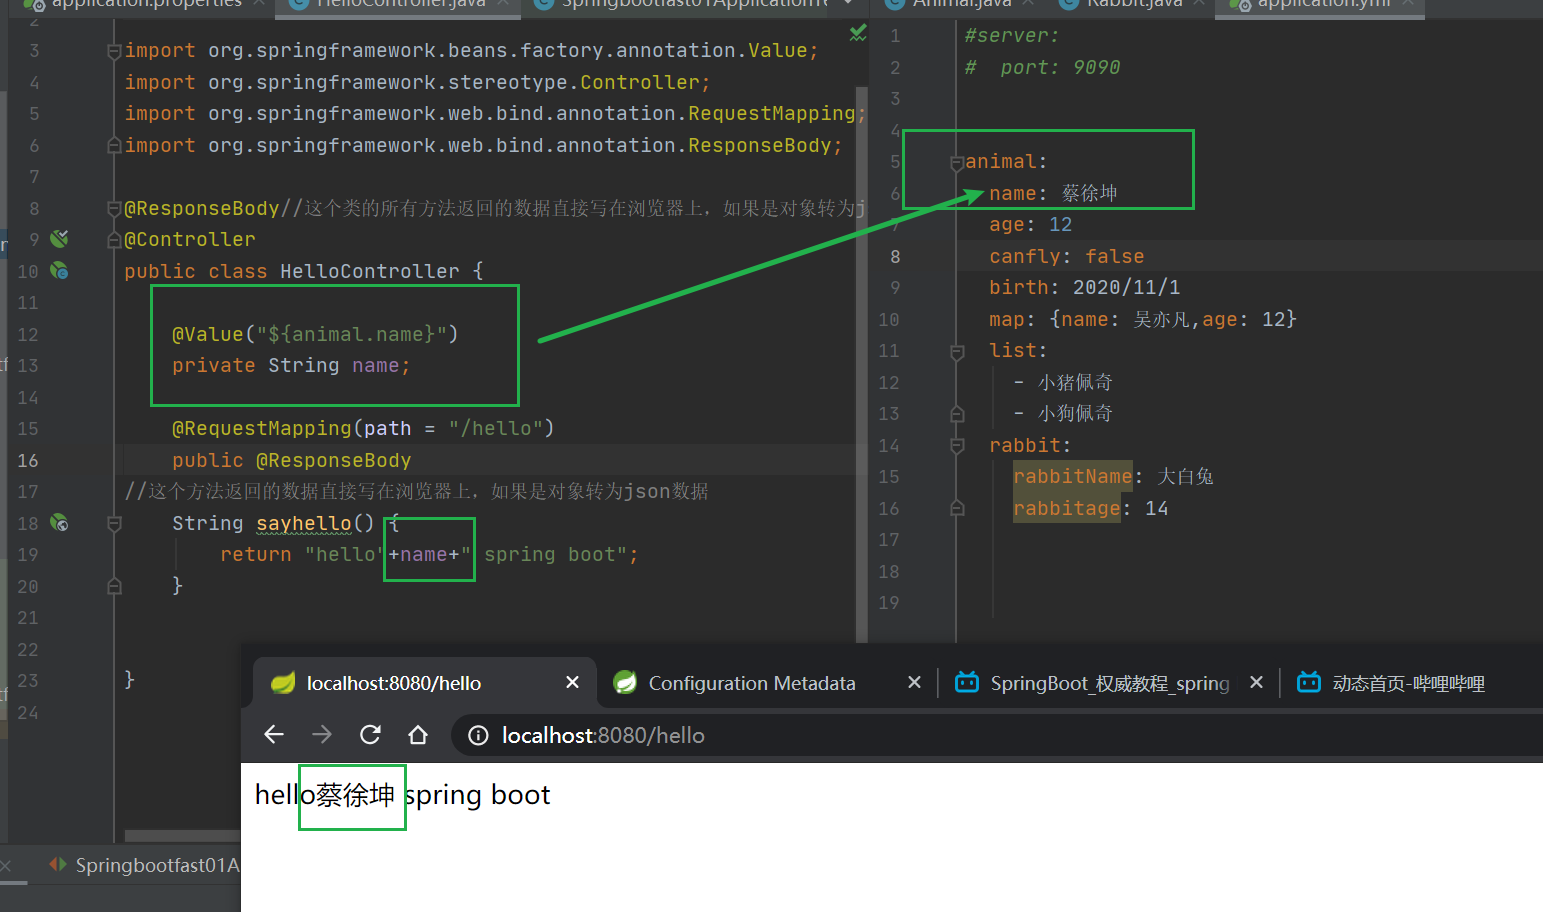 application.properties
HelloController.java
Springbootfast01ApplicationTe
2
3 import org.springframework.beans.factory.annotation.Value;
4 import org.springframework.stereotype.Controller;
5 import org.springframework.web.bind.annotation.RequestMapping;
6 import org.springframework.web.bind.annotation.ResponseBody;
7
8 @ResponseBody//这个类的所有方法返回的数据直接写在浏览器上，如果是对象转为j
9 @Controller
10 public class HelloController {
11
12 @Value("${animal.name}")
13 private String name;
14
15 @RequestMapping(path = "/hello")
16 public @ResponseBody
17 //这个方法返回的数据直接写在浏览器上，如果是对象转为json数据
18 String sayhello() {
19 return "hello"+name+" spring boot";
20 }
21
22
23 }
24
Animal.java
Rabbit.java
application.yml
1 #server:
2 #  port: 9090
3
4
5 animal:
6 name: 蔡徐坤
7 age: 12
8 canfly: false
9 birth: 2020/11/1
10 map: {name: 吴亦凡,age: 12}
11 list:
12 - 小猪佩奇
13 - 小狗佩奇
14 rabbit:
15 rabbitName: 大白兔
16 rabbitage: 14
17
18
19
localhost:8080/hello
Configuration Metadata
SpringBoot_权威教程_spring
动态首页-哔哩哔哩
localhost:8080/hello
hello蔡徐坤 spring boot
Springbootfast01A